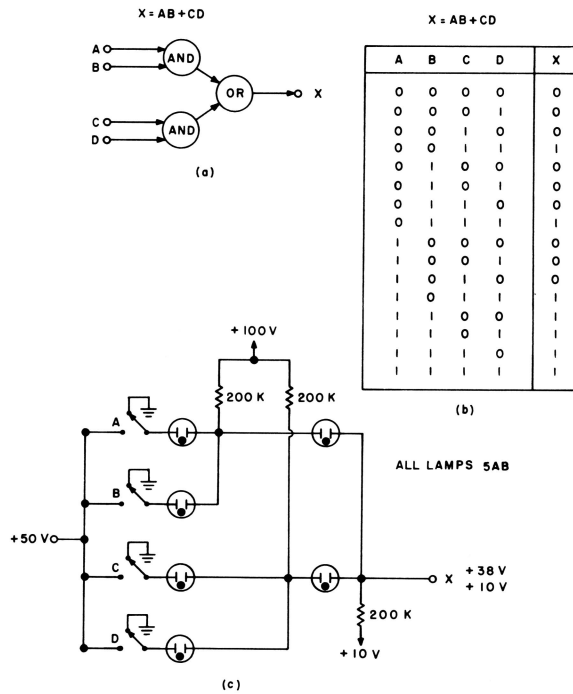 X = AB + CD
A
B
AND
OR
X
C
D
AND
(a)
X = AB + CD
A B C D X
0 0 0 0 0
0 0 0 1 0
0 0 1 0 0
0 0 1 1 1
0 1 0 0 0
0 1 0 1 0
0 1 1 0 0
0 1 1 1 1
1 0 0 0 0
1 0 0 1 0
1 0 1 0 0
1 0 1 1 1
1 1 0 0 1
1 1 0 1 1
1 1 1 0 1
1 1 1 1 1
(b)
+ 100 V
200 K 200 K
A
B
ALL LAMPS 5AB
+50 V
C
X +38 V
+10 V
200 K
D
+10 V
(c)